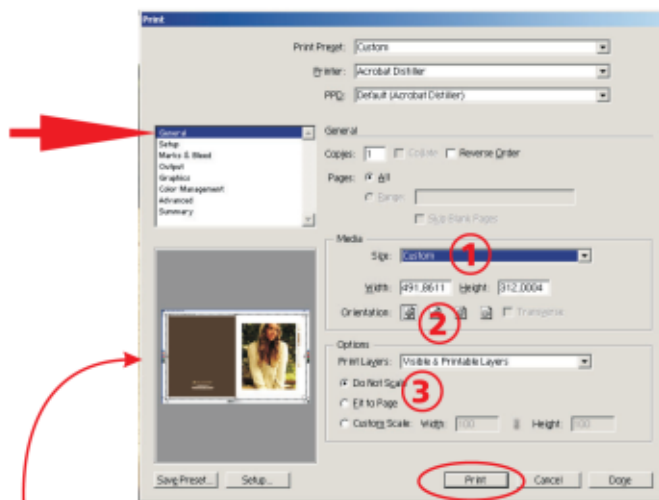 Print
Print Preset: Custom
Printer: Acrobat Distiller
PPD: Default (Acrobat Distiller)
General
Setup
Marks & Bleed
Output
Graphics
Color Management
Advanced
Summary
General
Copies: 1 Collate Reverse Order
Pages: All
Range:
Skip Blank Pages
Media
Size: Custom 1
Width: 491,8611 Height: 312,0004
Orientation: 2 Transverse
Options
Print Layers: Visible & Printable Layers
Do Not Scale 3
Fit to Page
Custom Scale: Width: 100 Height: 100
Save Preset... Setup... Print Cancel Done